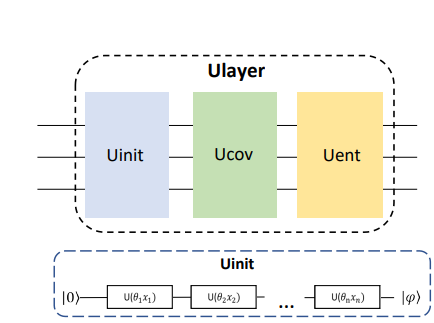 Ulayer
Uinit Ucov Uent
Uinit
|0⟩ U(θ₁x₁) U(θ₂x₂) ... U(θₙxₙ) |φ⟩